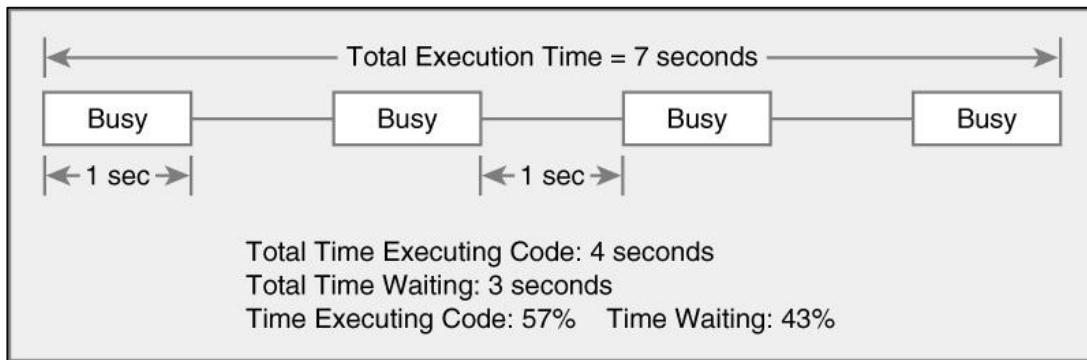 Total Execution Time = 7 seconds
Busy Busy Busy Busy
1 sec 1 sec
Total Time Executing Code: 4 seconds
Total Time Waiting: 3 seconds
Time Executing Code: 57% Time Waiting: 43%